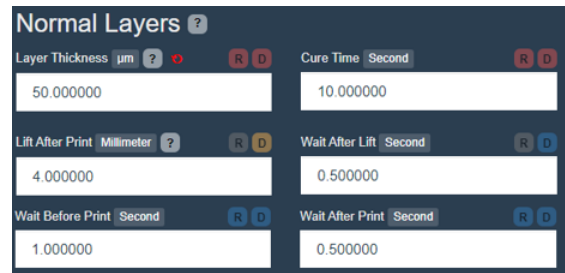 Normal Layers ?
Layer Thickness µm ? R D Cure Time Second R D
50.000000 10.000000
Lift After Print Millimeter ? R D Wait After Lift Second R D
4.000000 0.500000
Wait Before Print Second R D Wait After Print Second R D
1.000000 0.500000